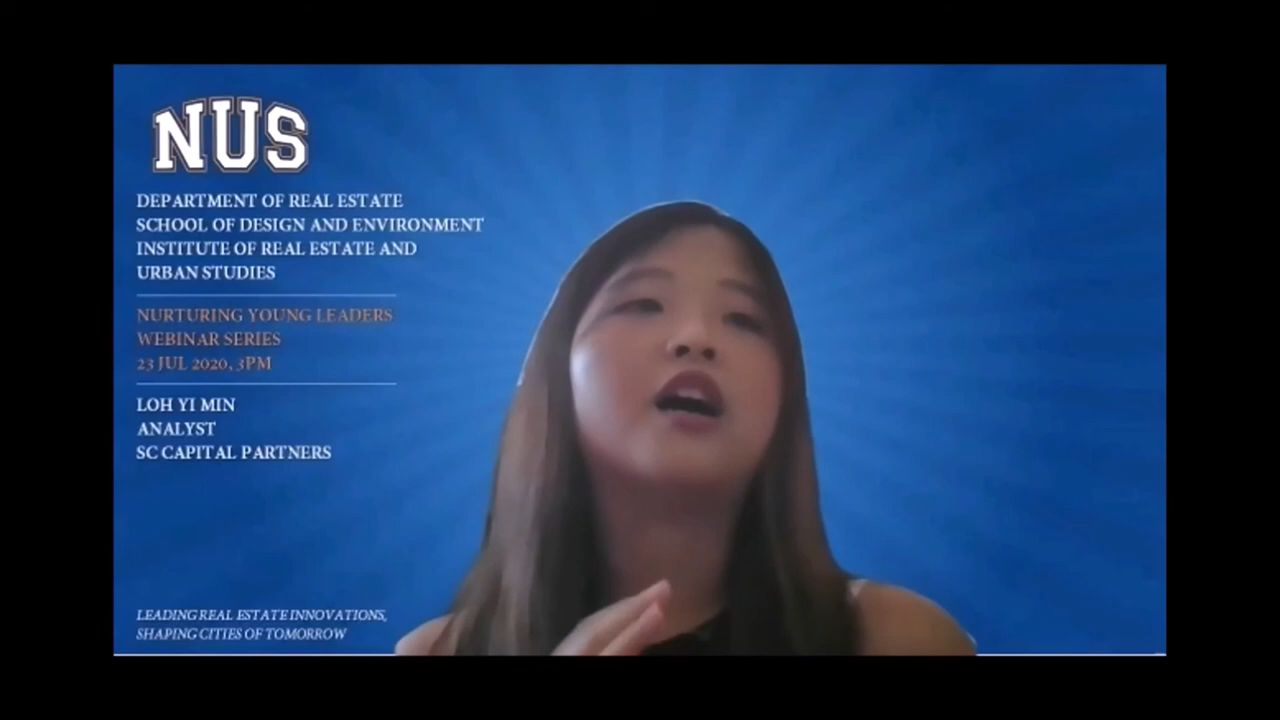 NUS
DEPARTMENT OF REAL ESTATE
SCHOOL OF DESIGN AND ENVIRONMENT
INSTITUTE OF REAL ESTATE AND
URBAN STUDIES
NURTURING YOUNG LEADERS
WEBINAR SERIES
23 JUL 2020, 3PM
LOH YI MIN
ANALYST
SC CAPITAL PARTNERS
LEADING REAL ESTATE INNOVATIONS,
SHAPING CITIES OF TOMORROW